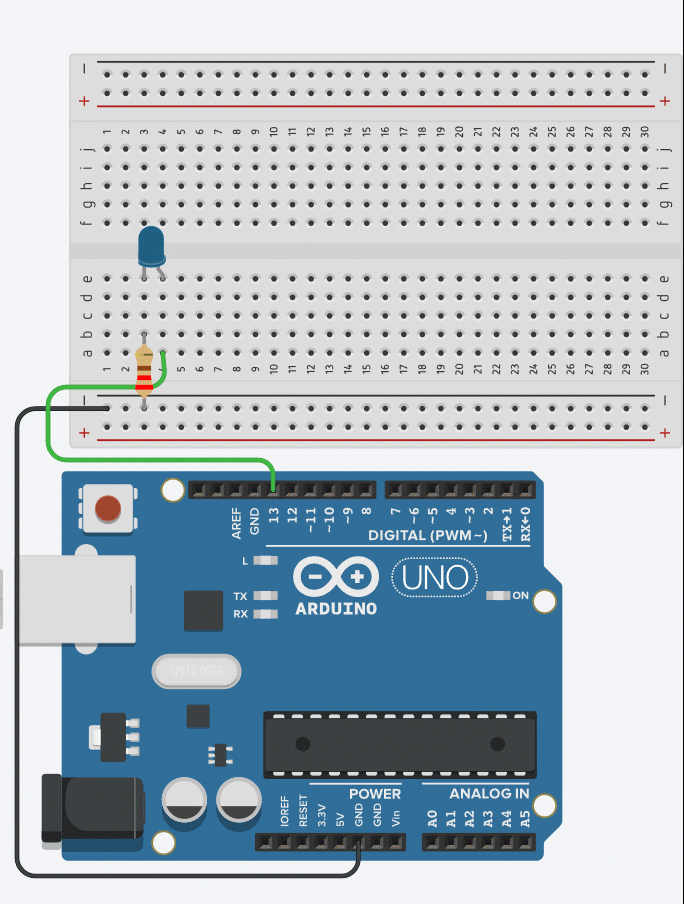 − −
+ +
1 2 3 4 5 6 7 8 9 10 11 12 13 14 15 16 17 18 19 20 21 22 23 24 25 26 27 28 29 30
j j
i i
h h
g g
f f
e e
d d
c c
b b
a a
1 2 3 5 6 7 8 9 10 11 12 13 14 15 16 17 18 19 20 21 22 23 24 25 26 27 28 29 30
− −
+ +
AREF GND 13 12 ~11 ~10 ~9 8 7 ~6 ~5 4 ~3 2 TX→1 RX←0
DIGITAL (PWM~)
L
UNO
TX ON
ARDUINO
RX
SPK16.000G
POWER ANALOG IN
IOREF RESET 3.3V 5V GND GND Vin A0 A1 A2 A3 A4 A5